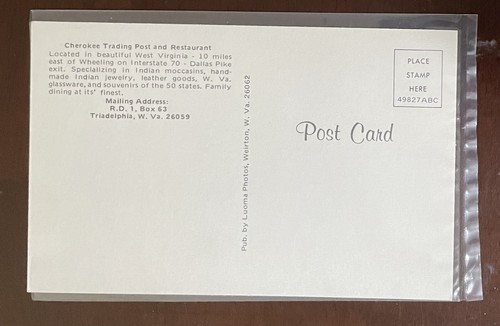 Cherokee Trading Post and Restaurant
Located in beautiful West Virginia - 10 miles
east of Wheeling on Interstate 70 - Dallas Pike
exit. Specializing in Indian moccasins, hand-
made Indian jewelry, leather goods, W. Va.
glassware, and souvenirs of the 50 states. Family
dining at its' finest.
Mailing Address:
R.D. 1, Box 63
Triadelphia, W. Va. 26059
Pub. by Luoma Photos, Weirton, W. Va. 26062
PLACE
STAMP
HERE
49827ABC
Post Card